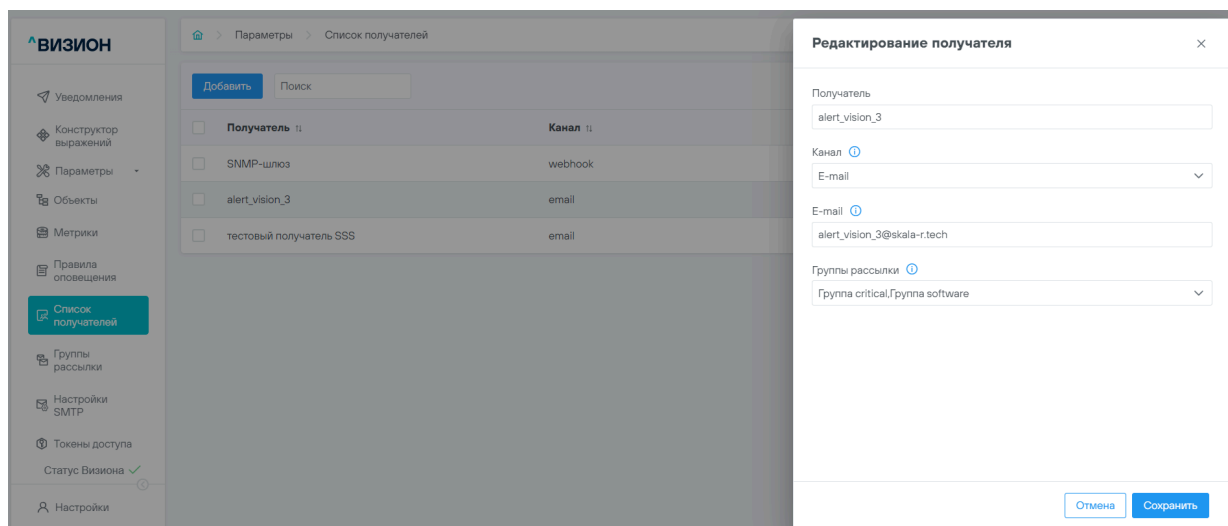 ^ВИЗИОН
Уведомления
Конструктор
выражений
Параметры
Объекты
Метрики
Правила
оповещения
Список
получателей
Группы
рассылки
Настройки
SMTP
Токены доступа
Статус Визиона
Настройки
Параметры > Список получателей
Добавить Поиск
Получатель Канал
SNMP-шлюз webhook
alert_vision_3 email
тестовый получатель SSS email
Редактирование получателя
Получатель
alert_vision_3
Канал
E-mail
E-mail
alert_vision_3@skala-r.tech
Группы рассылки
Группа critical,Группа software
Отмена Сохранить